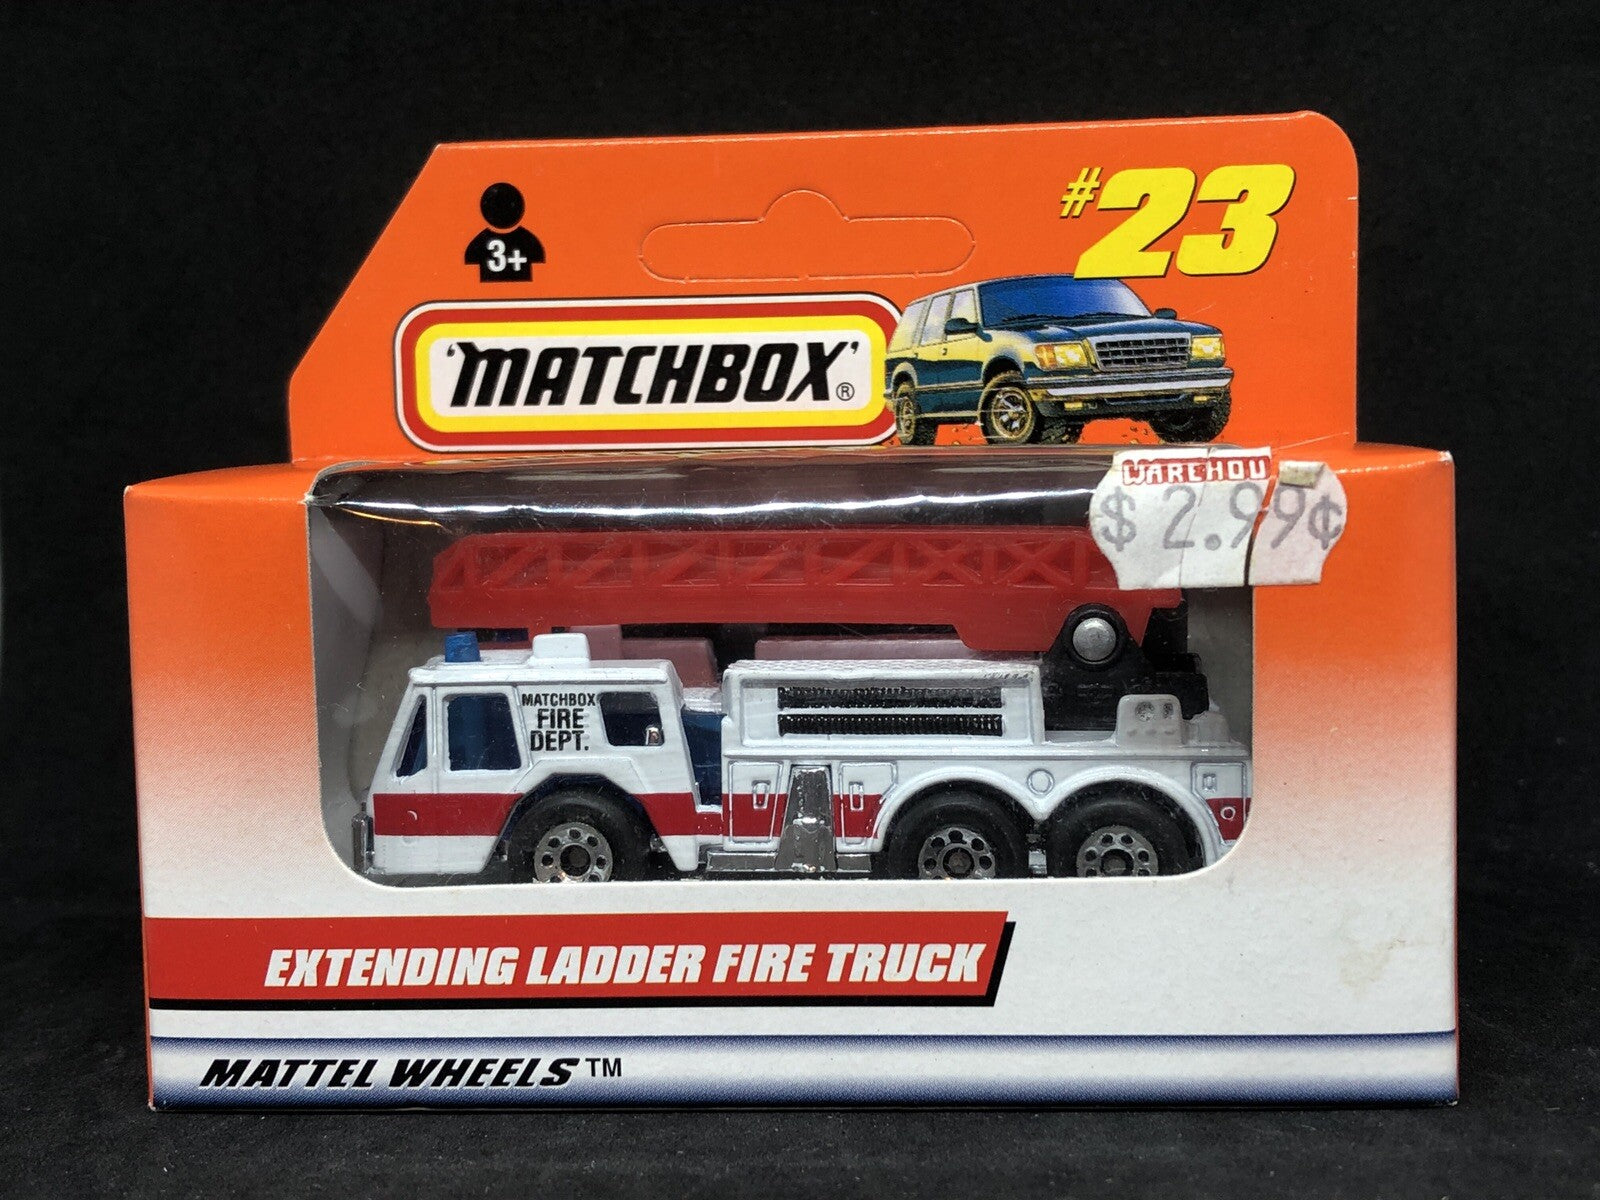 #23
3+
'MATCHBOX'®
WAREHOU
$ 2.99¢
MATCHBOX
FIRE
DEPT.
EXTENDING LADDER FIRE TRUCK
MATTEL WHEELS™